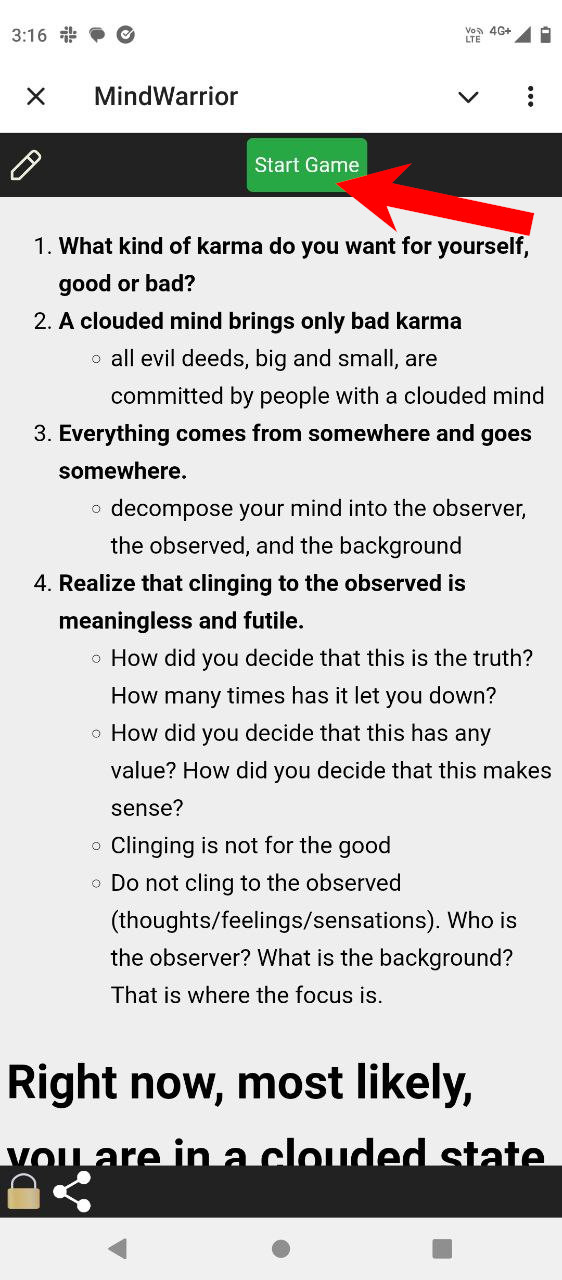 3:16
Vo))
LTE
4G+
MindWarrior
Start Game
1. What kind of karma do you want for yourself,
good or bad?
2. A clouded mind brings only bad karma
○ all evil deeds, big and small, are
committed by people with a clouded mind
3. Everything comes from somewhere and goes
somewhere.
○ decompose your mind into the observer,
the observed, and the background
4. Realize that clinging to the observed is
meaningless and futile.
○ How did you decide that this is the truth?
How many times has it let you down?
○ How did you decide that this has any
value? How did you decide that this makes
sense?
○ Clinging is not for the good
○ Do not cling to the observed
(thoughts/feelings/sensations). Who is
the observer? What is the background?
That is where the focus is.
Right now, most likely,
you are in a clouded state